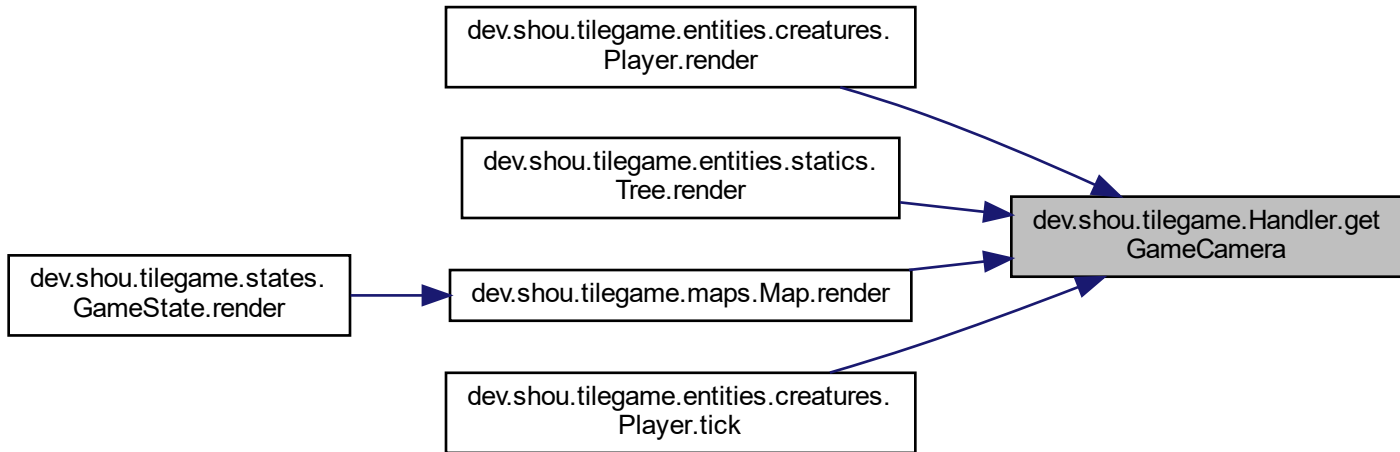 dev.shou.tilegame.entities.creatures.
Player.render
dev.shou.tilegame.entities.statics.
Tree.render
dev.shou.tilegame.Handler.get
GameCamera
dev.shou.tilegame.states.
GameState.render
dev.shou.tilegame.maps.Map.render
dev.shou.tilegame.entities.creatures.
Player.tick